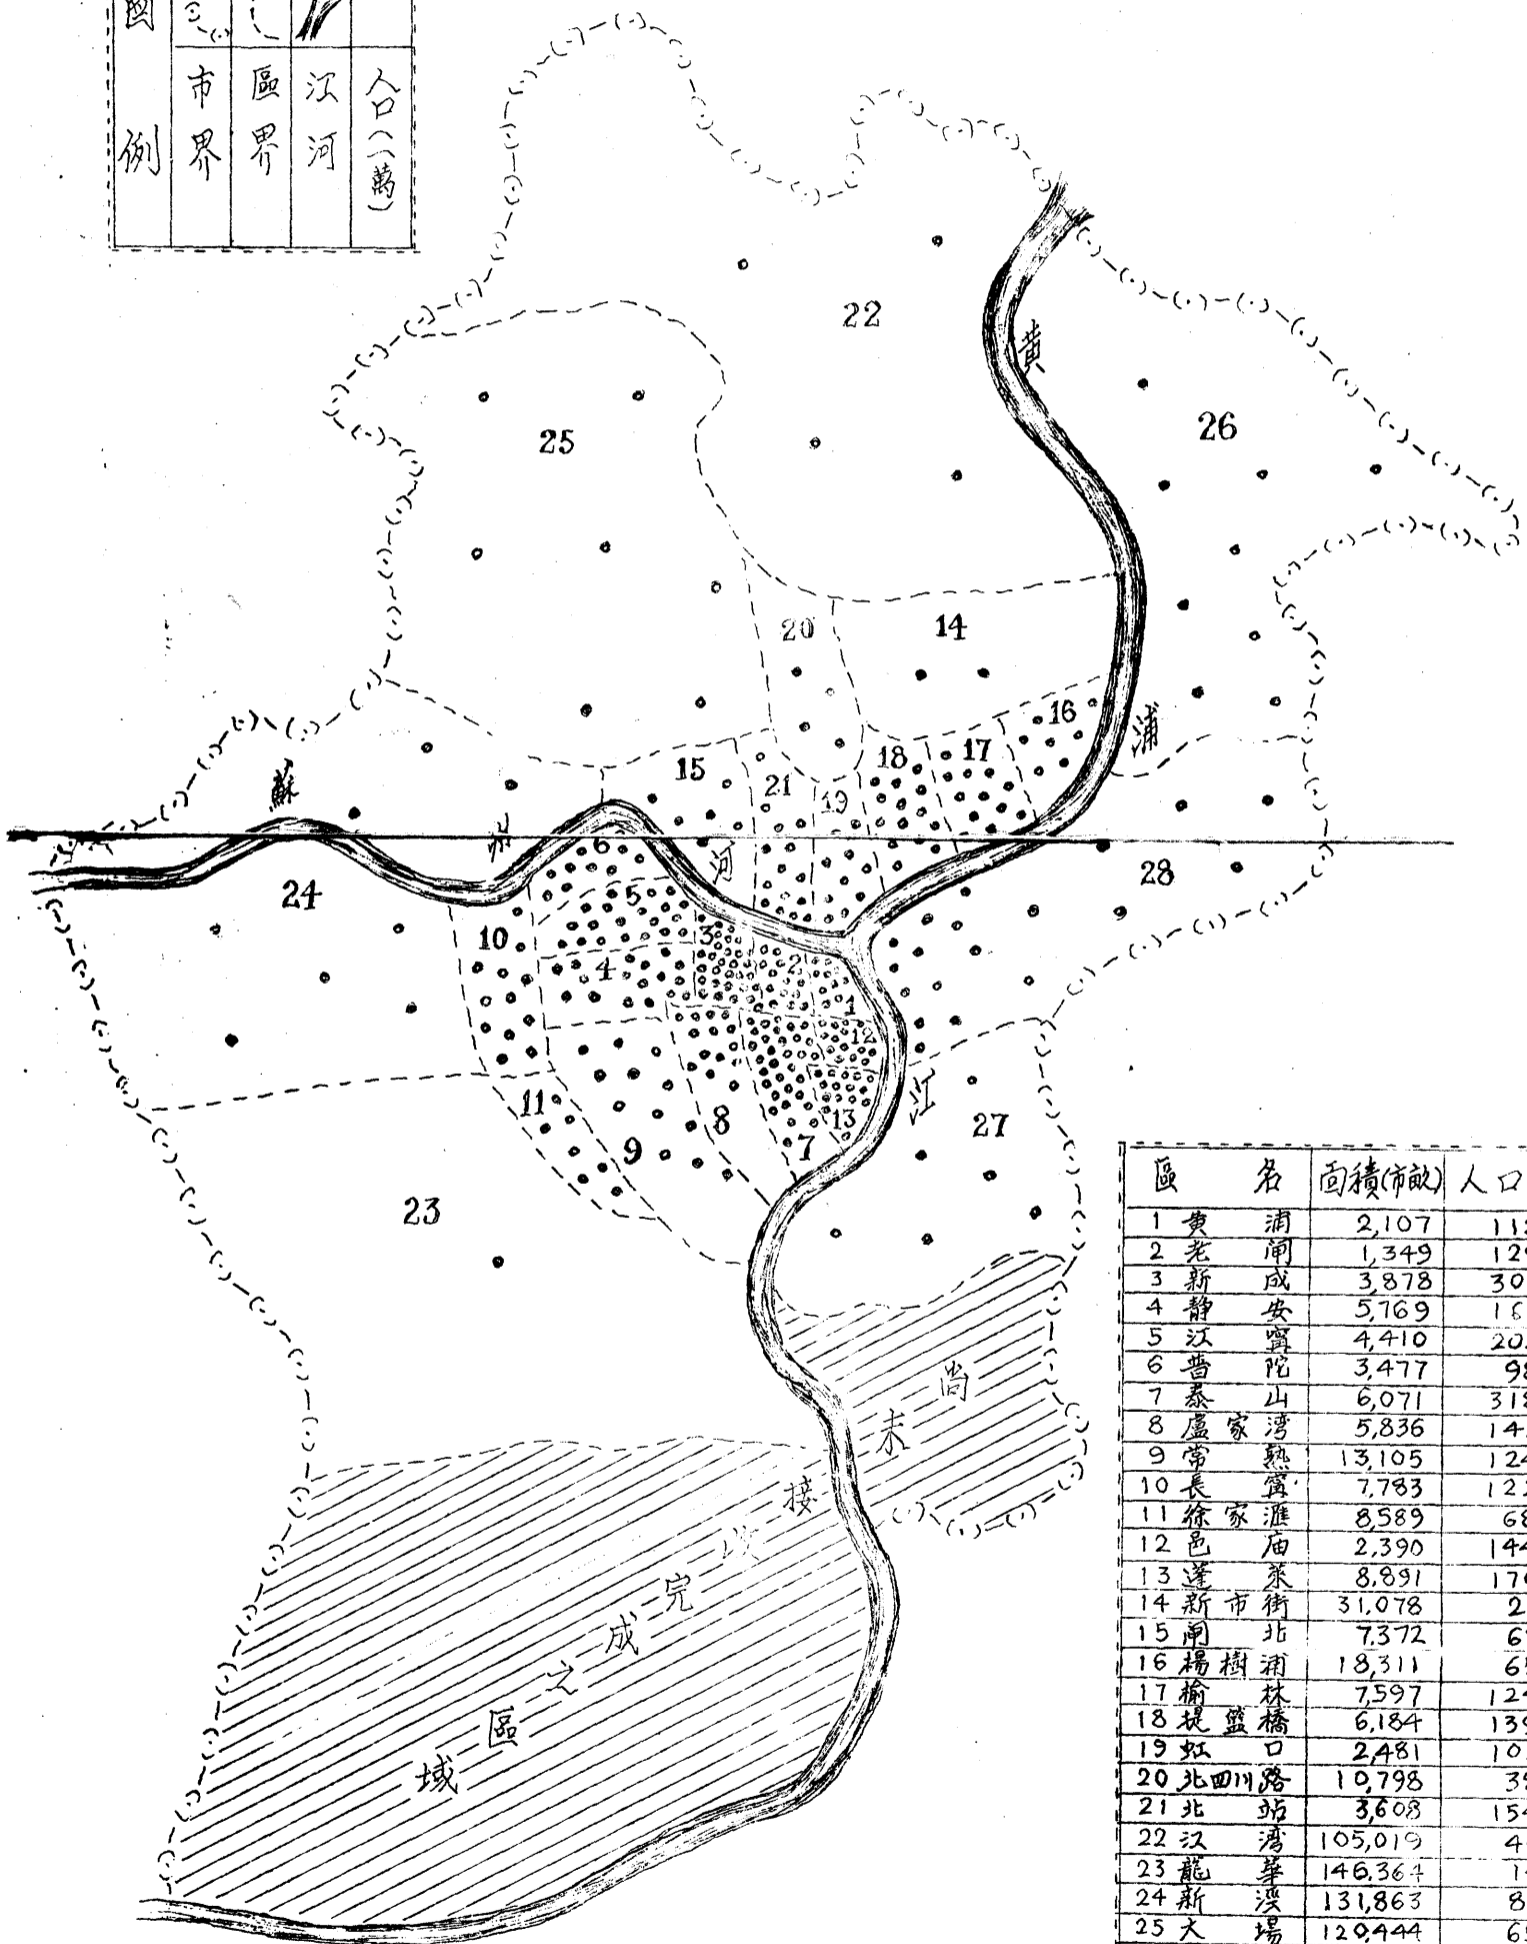 圖例
市界
區界
江河
人口(一萬)
22
黄
26
25
20
14
16
浦
15
18
17
蘇
21
19
6
河
28
24
5
10
3
4
2
1
12
江
11
8
13
27
9
7
23
尚
未
接
收
完
成
之
區
域
區名 面積(市畝) 人口
1 黄浦 2,107
2 老閘 1,349
3 新成 3,878
4 静安 5,769
5 江寧 4,410
6 普陀 3,477
7 泰山 6,071
8 盧家湾 5,836
9 常熟 13,105
10 長寧 7,783
11 徐家滙 8,589
12 邑庙 2,390
13 蓬萊 8,891
14 新市街 31,078
15 閘北 7,372
16 楊樹浦 18,311
17 榆林 7,597
18 提籃橋 6,184
19 虹口 2,481
20 北四川路 10,798
21 北站 3,608
22 江湾 105,019
23 龍華 146,364
24 新涇 131,863
25 大場 120,444